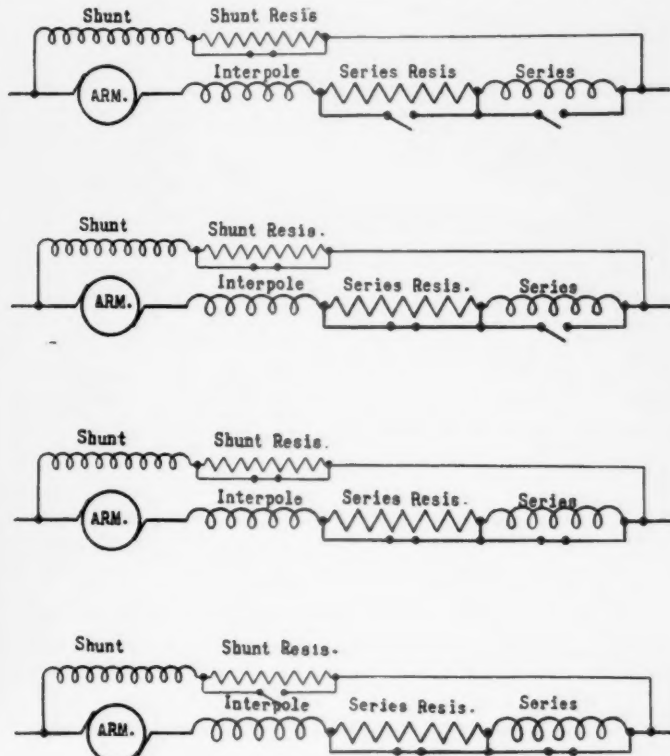 Shunt
Shunt Resis
ARM.
Interpole
Series Resis
Series
Shunt
Shunt Resis.
ARM.
Interpole
Series Resis.
Series
Shunt
Shunt Resis.
ARM.
Interpole
Series Resis.
Series
Shunt
Shunt Resis.
ARM.
Interpole
Series Resis.
Series